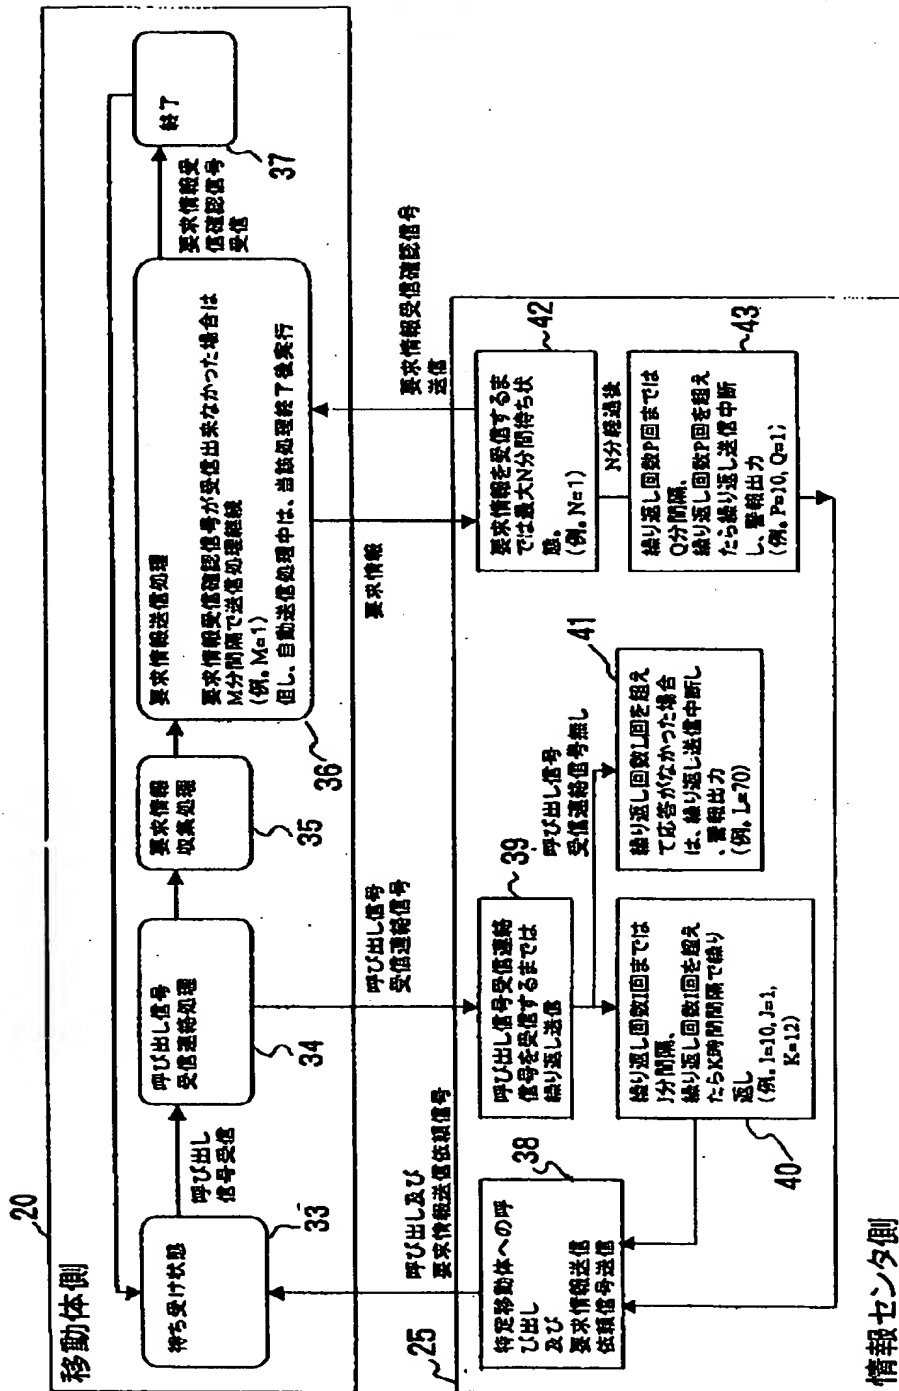 20
移動体側
待ち受け状態
33
呼び出し
信号受信
呼び出し信号
受信連絡処理
34
要求情報
収集処理
35
要求情報送信処理
要求情報受信確認信号が受信出来なかった場合は
M分間隔で送信処理継続
(例。M=1)
但し、自動送信処理中は、当該処理終了後実行
36
要求情報受
信確認信号
受信
終了
37
呼び出し及び
要求情報送信依頼信号
呼び出し信号
受信連絡信号
要求情報
要求情報受信確認信号
送信
25
特定移動体への呼
び出し
及び
要求情報送信
依頼信号送信
38
呼び出し信号受信連絡
信号を受信するまでは
繰り返し送信
39
呼び出し信号
受信連絡信号無し
繰り返し回数I回までは
J分間隔、
繰り返し回数I回を超え
たらK時間間隔で繰り
返し
(例。I=10,J=1,
K=12)
40
繰り返し回数L回を超え
て応答がなかった場合
は、繰り返し送信中断し
、警報出力
(例。L=70)
41
要求情報を受信するま
では最大N分間待ち状
態。
(例。N=1)
42
N分経過後
繰り返し回数P回までは
Q分間隔、
繰り返し回数P回を超え
たら繰り返し送信中断
し、警報出力
(例。P=10,Q=1;
43
情報センタ側